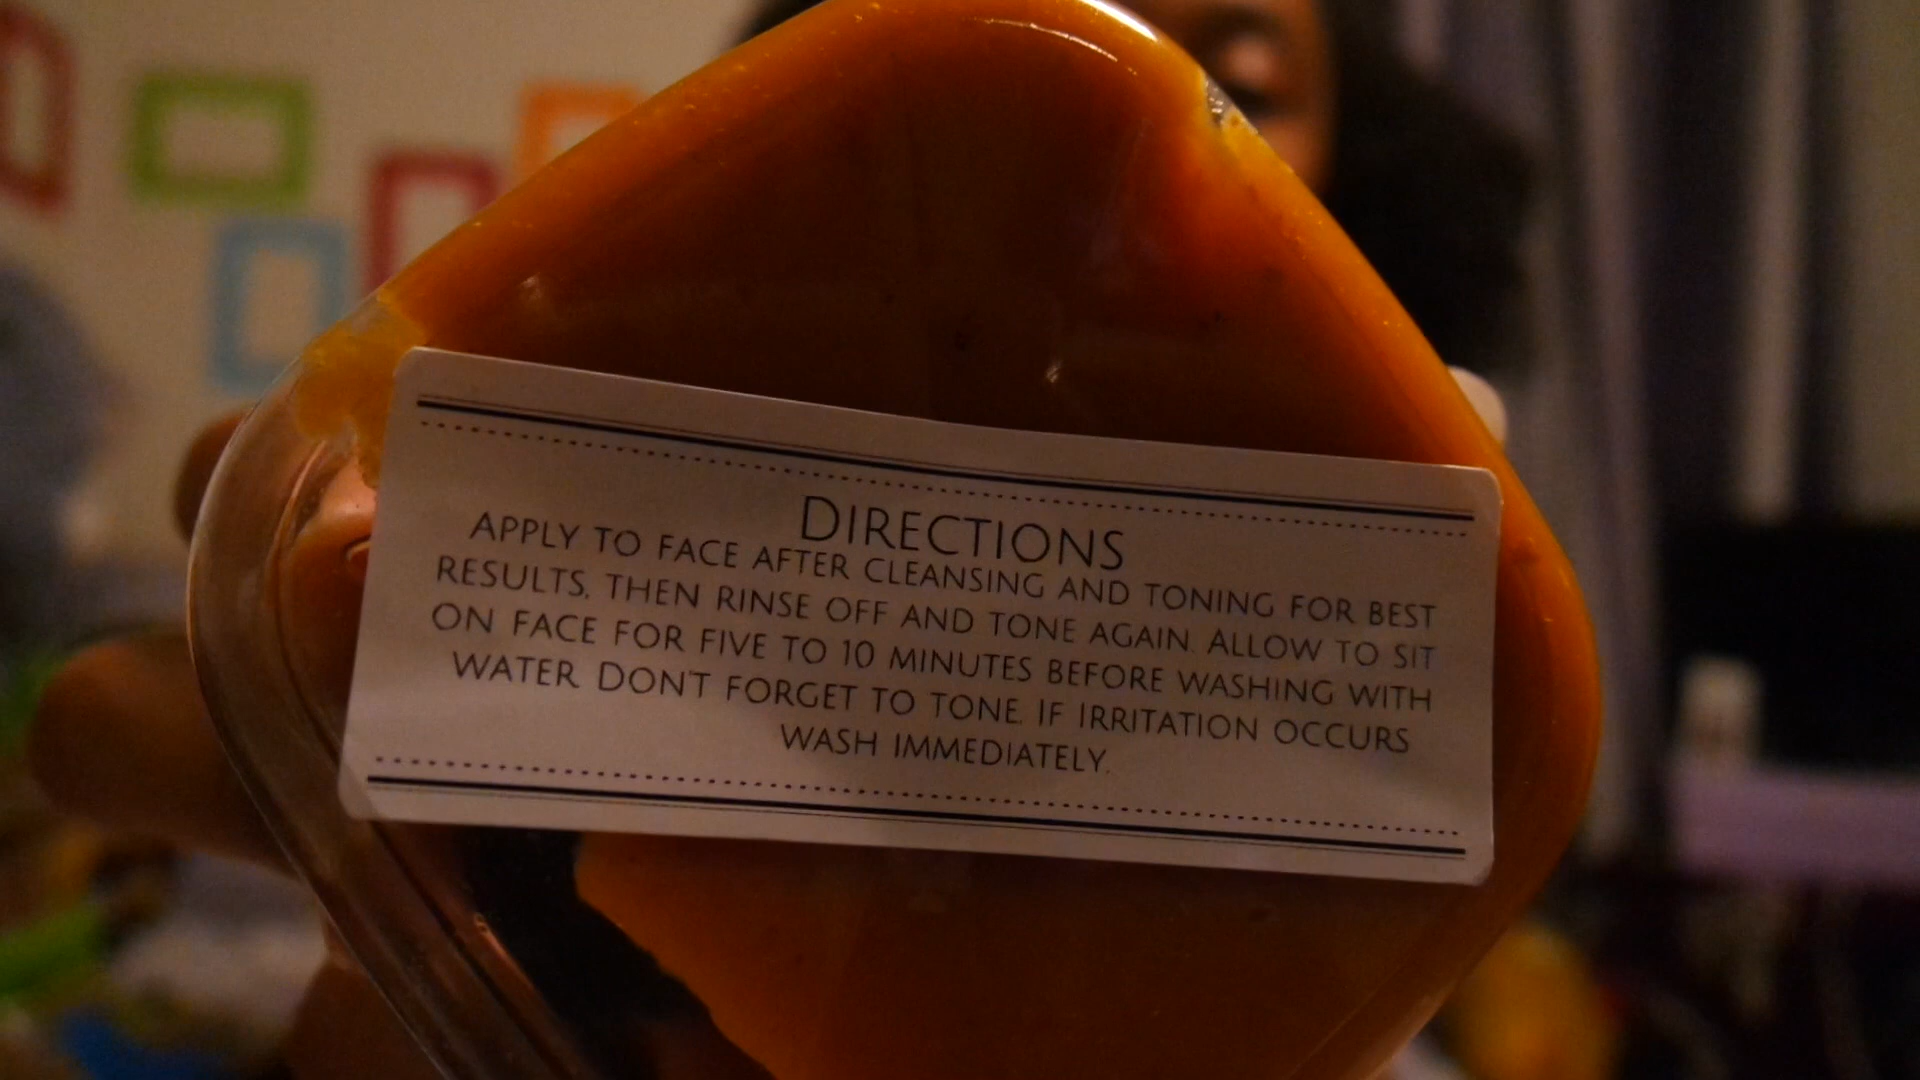 DIRECTIONS
APPLY TO FACE AFTER CLEANSING AND TONING FOR BEST
RESULTS, THEN RINSE OFF AND TONE AGAIN. ALLOW TO SIT
ON FACE FOR FIVE TO 10 MINUTES BEFORE WASHING WITH
WATER DON'T FORGET TO TONE. IF IRRITATION OCCURS
WASH IMMEDIATELY.